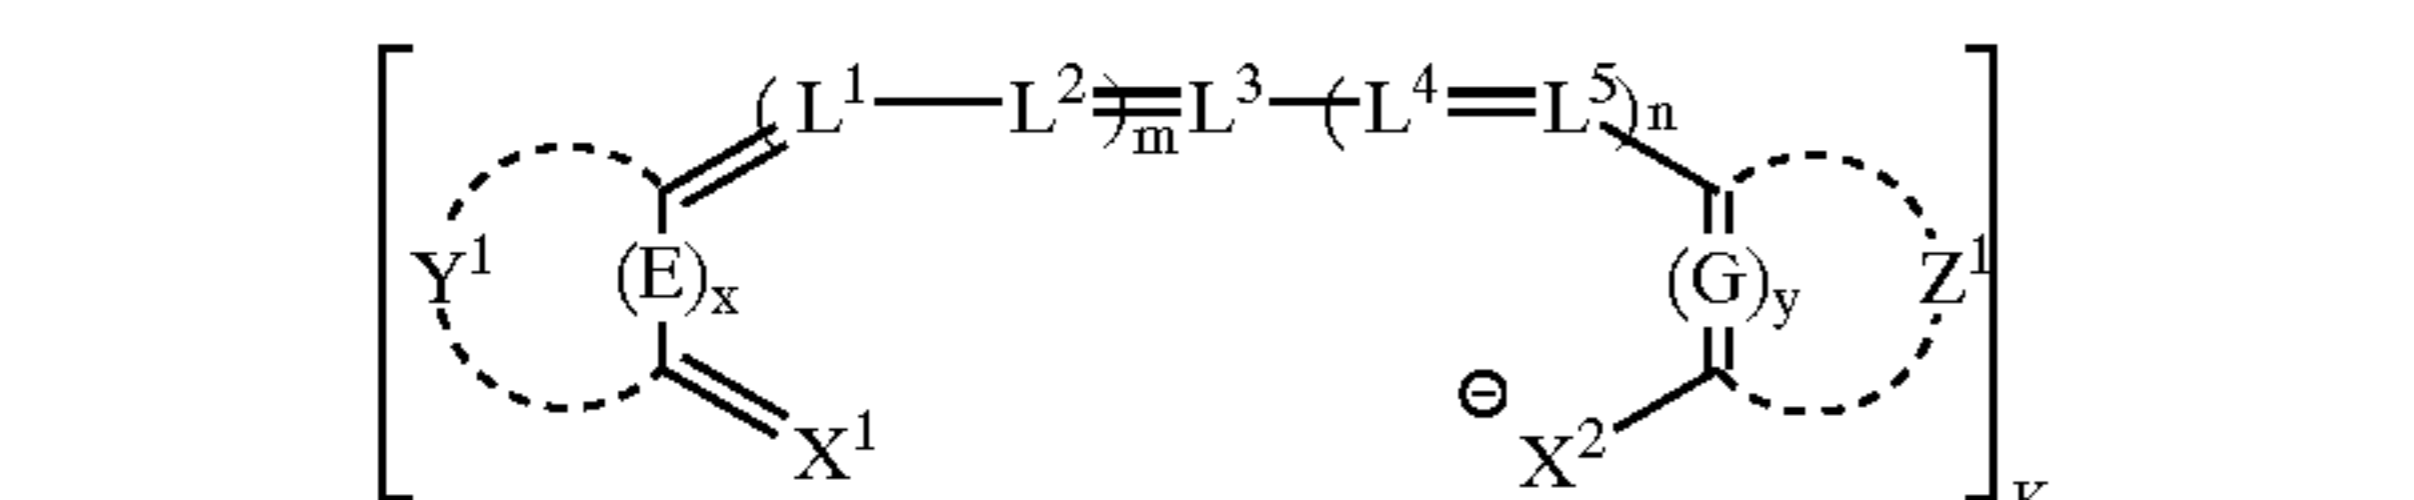 (L¹—L²)m=L³—(L⁴=L⁵)n
Y¹ (E)x (G)y Z¹
⊖
X¹ X²